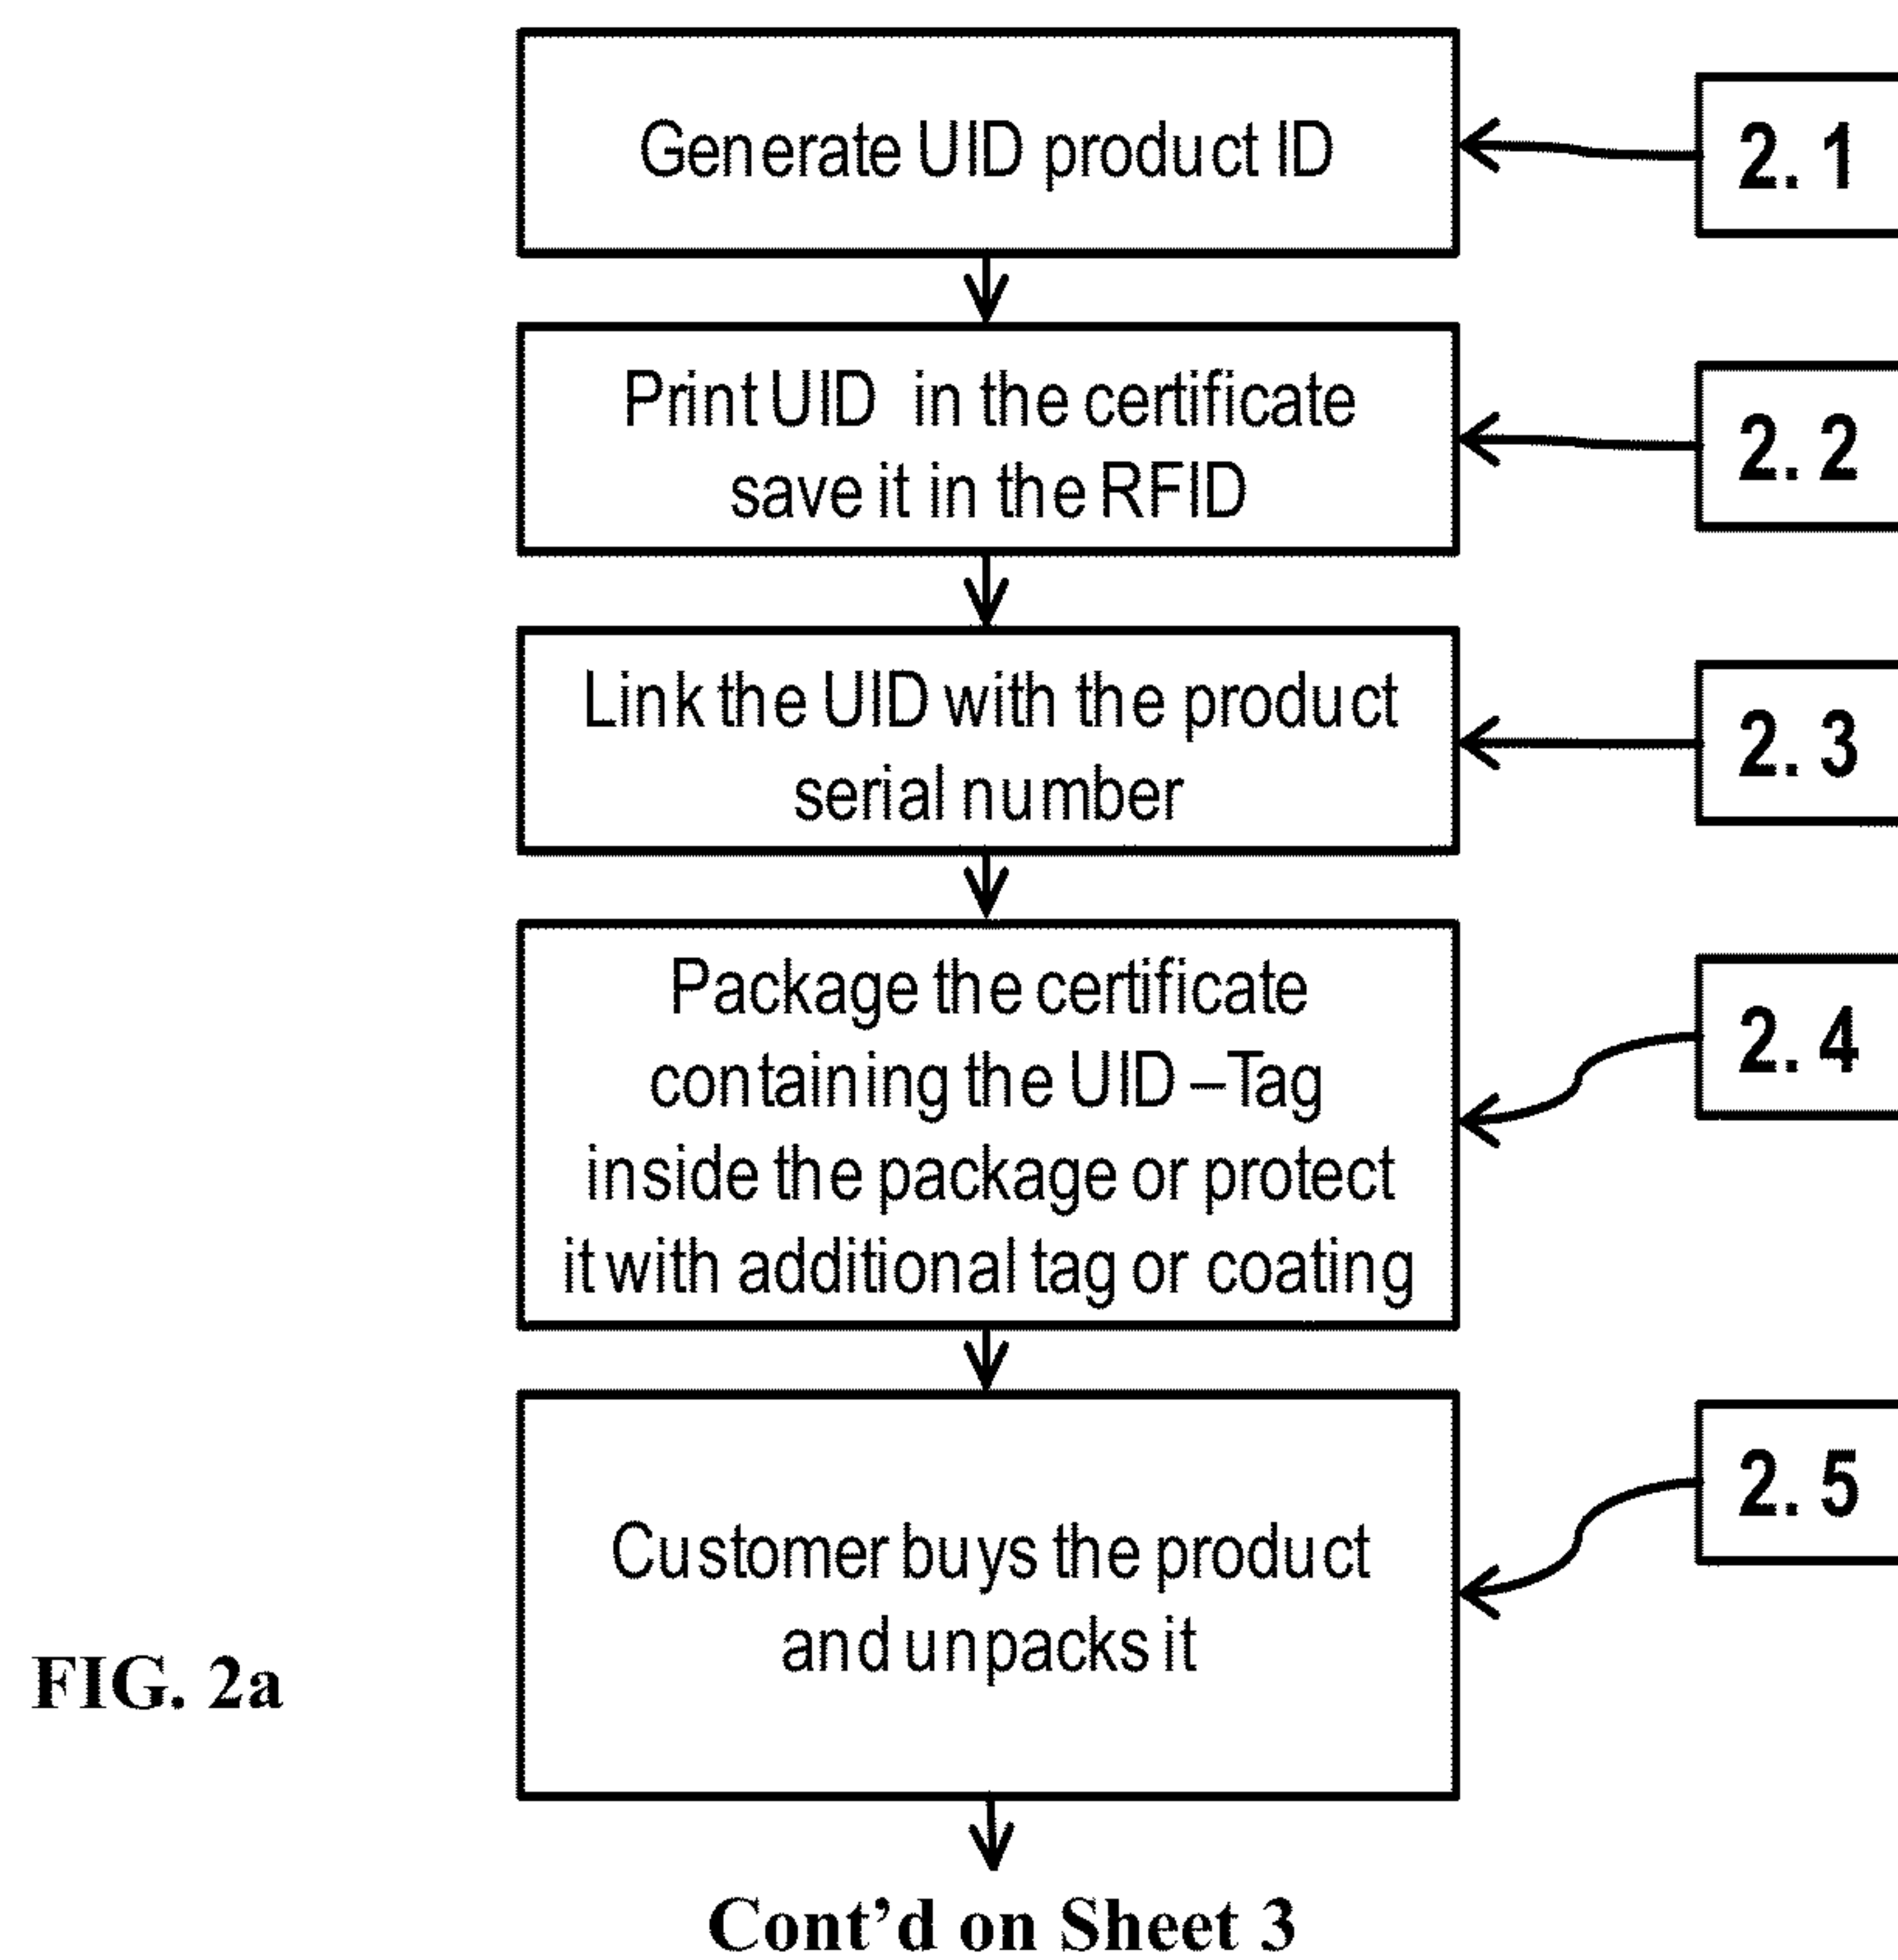 Generate UID product ID
2. 1
Print UID in the certificate
save it in the RFID
2. 2
Link the UID with the product
serial number
2. 3
Package the certificate
containing the UID –Tag
inside the package or protect
it with additional tag or coating
2. 4
Customer buys the product
and unpacks it
2. 5
FIG. 2a
Cont’d on Sheet 3